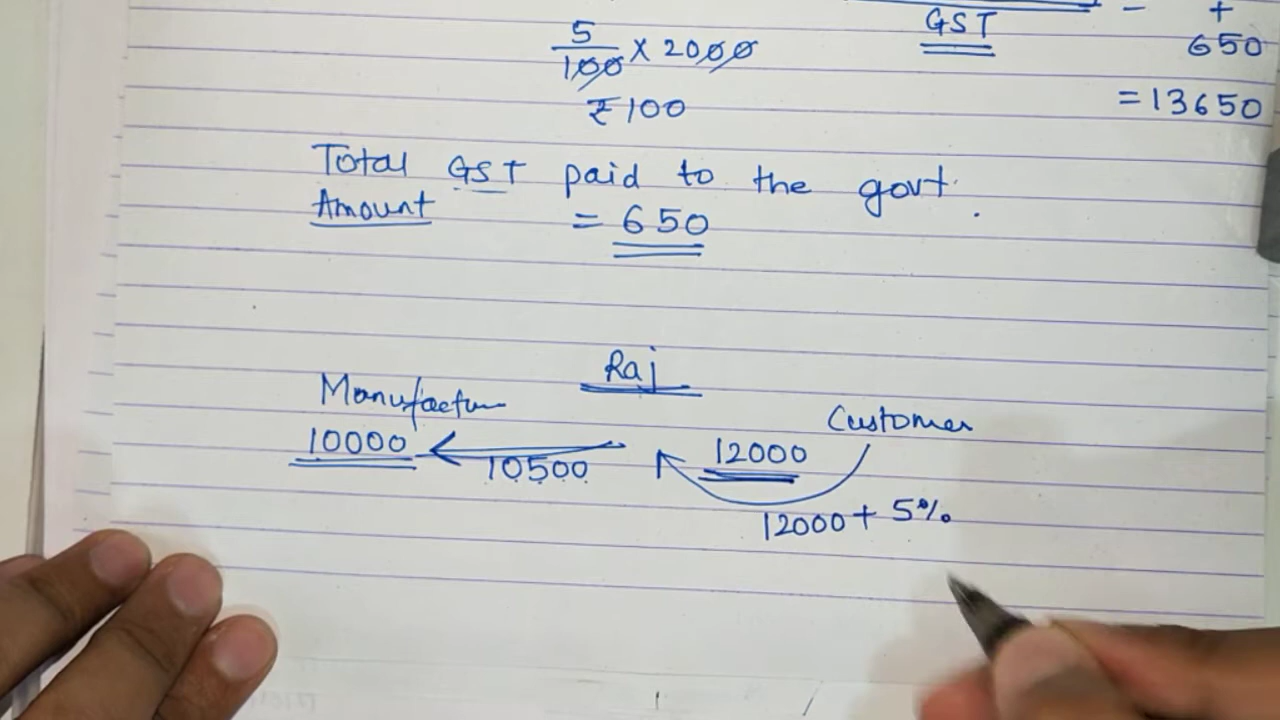 GST - +
650
5/100 × 2000
₹100
= 13650
Total GST paid to the govt.
Amount = 650
Raj
Manufactur
Customer
10000
10500
12000
12000 + 5%